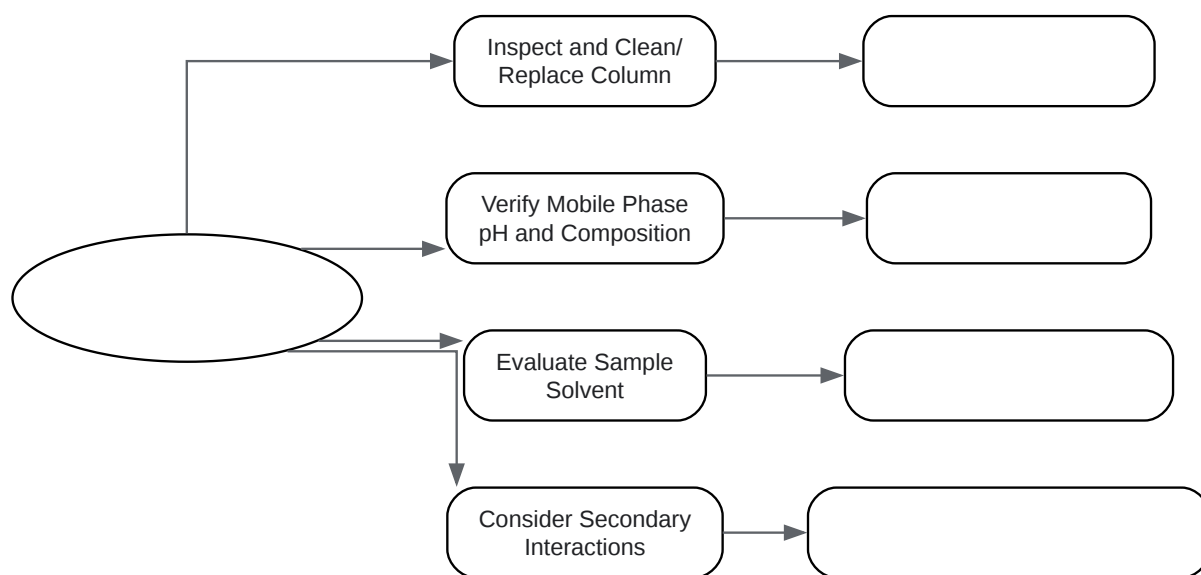 Inspect and Clean/
Replace Column
Verify Mobile Phase
pH and Composition
Evaluate Sample
Solvent
Consider Secondary
Interactions